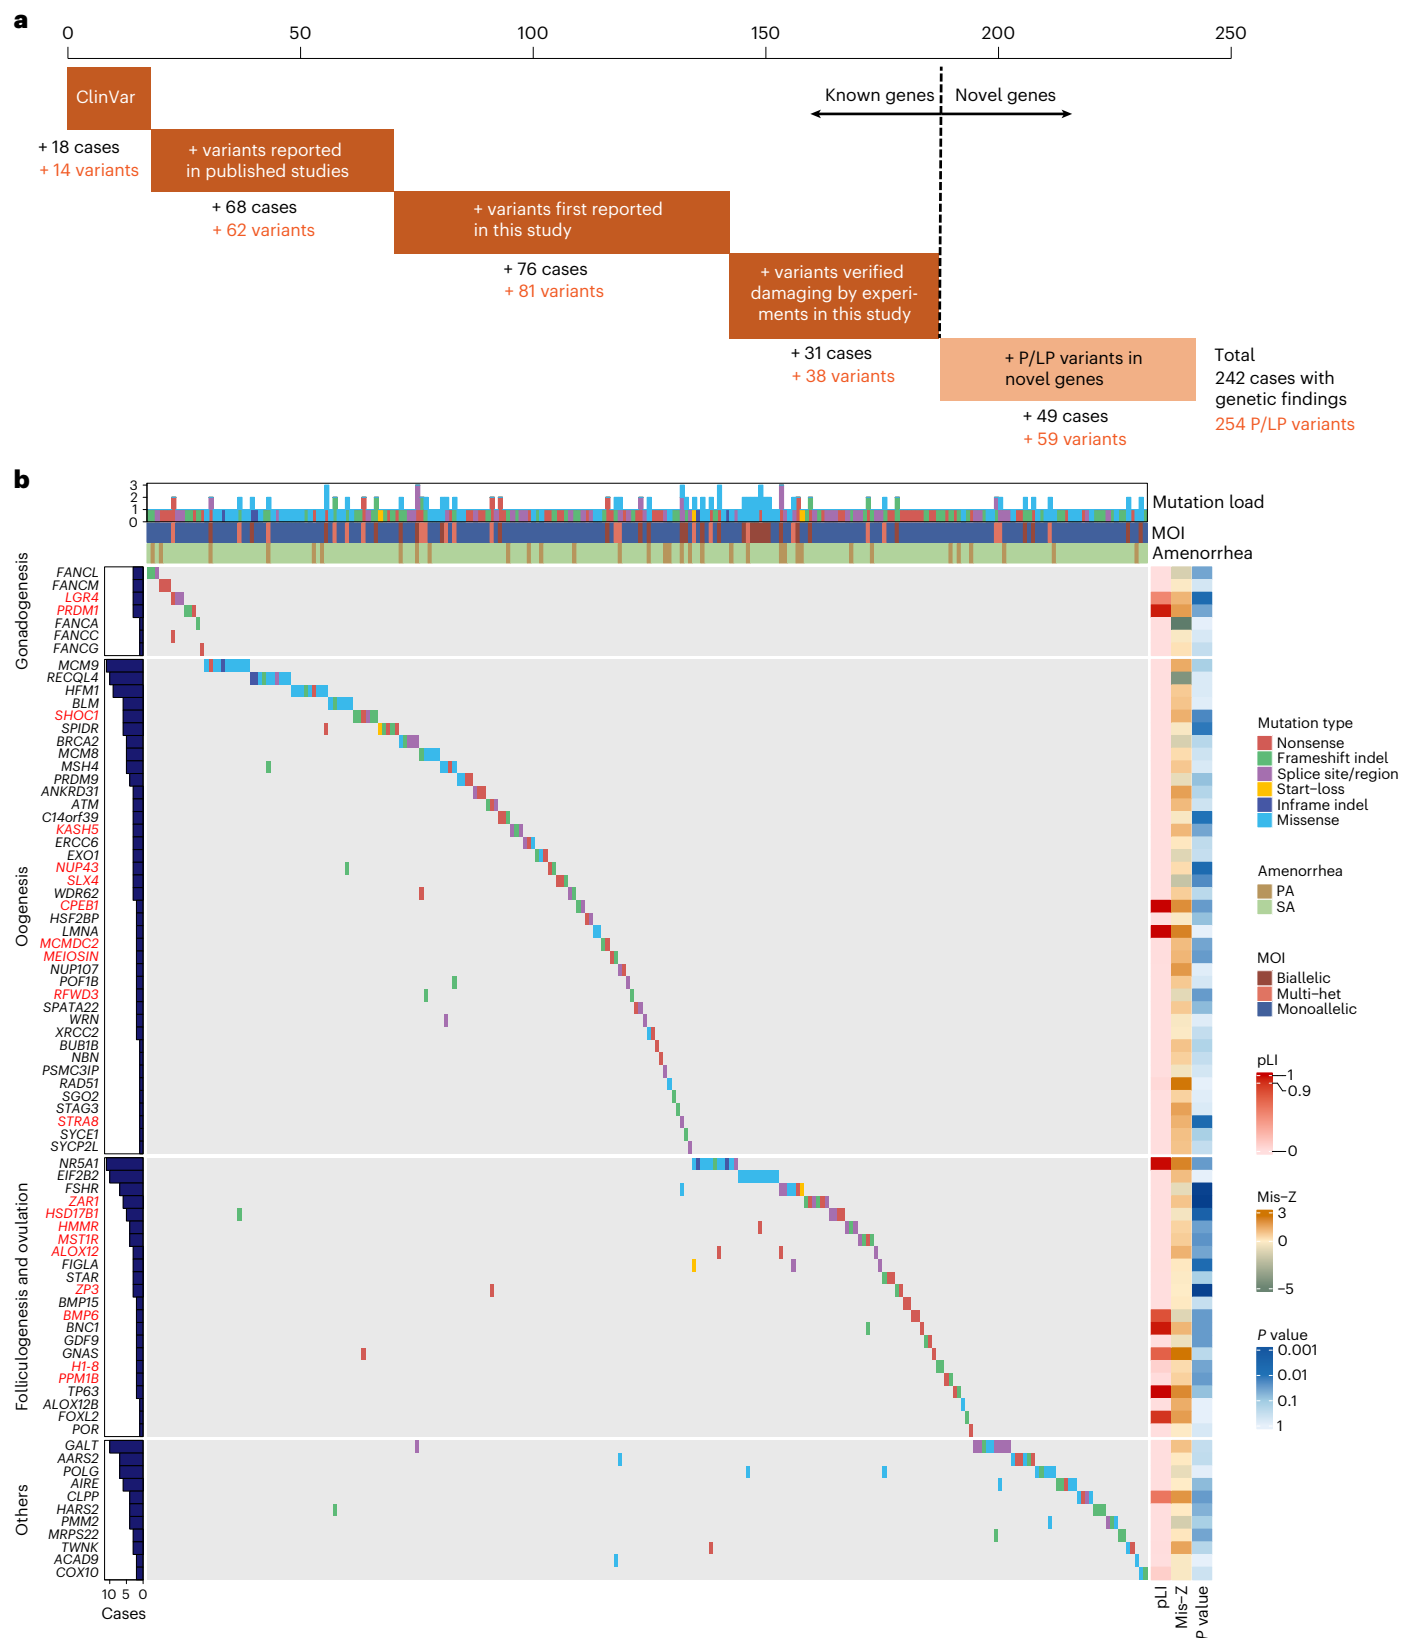 a
0 50 100 150 200 250
ClinVar
Known genes Novel genes
+ 18 cases
+ 14 variants
+ variants reported
in published studies
+ 68 cases
+ 62 variants
+ variants first reported
in this study
+ 76 cases
+ 81 variants
+ variants verified
damaging by experi-
ments in this study
+ 31 cases
+ 38 variants
+ P/LP variants in
novel genes
+ 49 cases
+ 59 variants
Total
242 cases with
genetic findings
254 P/LP variants
b
3
2
1
0
Mutation load
MOI
Amenorrhea
Gonadogenesis
FANCL
FANCM
LGR4
PRDM1
FANCA
FANCC
FANCG
Oogenesis
MCM9
RECQL4
HFM1
BLM
SHOC1
SPIDR
BRCA2
MCM8
MSH4
PRDM9
ANKRD31
ATM
C14orf39
KASH5
ERCC6
EXO1
NUP43
SLX4
WDR62
CPEB1
HSF2BP
LMNA
MCMDC2
MEIOSIN
NUP107
POF1B
RFWD3
SPATA22
WRN
XRCC2
BUB1B
NBN
PSMC3IP
RAD51
SGO2
STAG3
STRA8
SYCE1
SYCP2L
Folliculogenesis and ovulation
NR5A1
EIF2B2
FSHR
ZAR1
HSD17B1
HMMR
MST1R
ALOX12
FIGLA
STAR
ZP3
BMP15
BMP6
BNC1
GDF9
GNAS
H1-8
PPM1B
TP63
ALOX12B
FOXL2
POR
Others
GALT
AARS2
POLG
AIRE
CLPP
HARS2
PMM2
MRPS22
TWNK
ACAD9
COX10
10 5 0
Cases
pLI
Mis-Z
P value
Mutation type
Nonsense
Frameshift indel
Splice site/region
Start-loss
Inframe indel
Missense
Amenorrhea
PA
SA
MOI
Biallelic
Multi-het
Monoallelic
pLI
1
0.9
0
Mis-Z
3
0
-5
P value
0.001
0.01
0.1
1